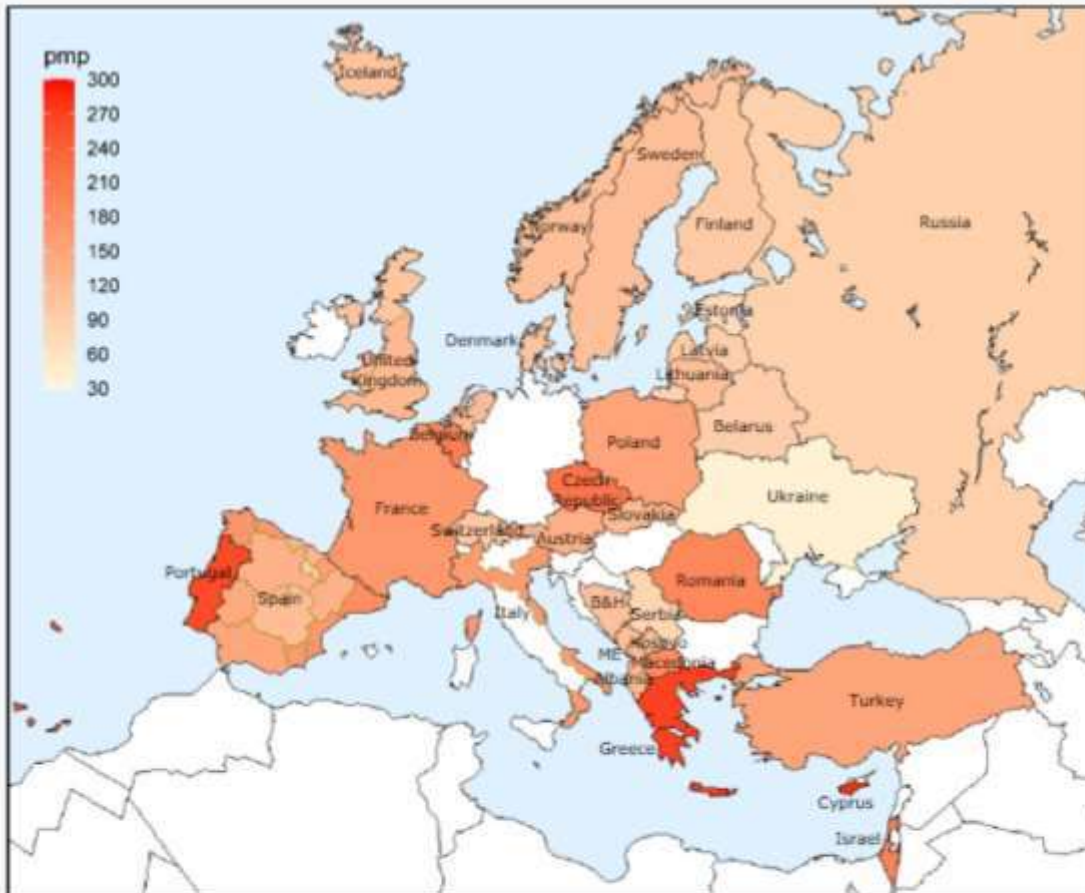 pmp
300
270
240
210
180
150
120
90
60
30
Iceland
Sweden
Norway
Finland
Russia
Estonia
Denmark
Latvia
Lithuania
United
Kingdom
Belarus
Belgium
Poland
Czech
Republic
Ukraine
France
Slovakia
Switzerland
Austria
Portugal
Romania
Spain
B&H
Italy
Serbia
Kosovo
ME
Macedonia
Albania
Turkey
Greece
Cyprus
Israel